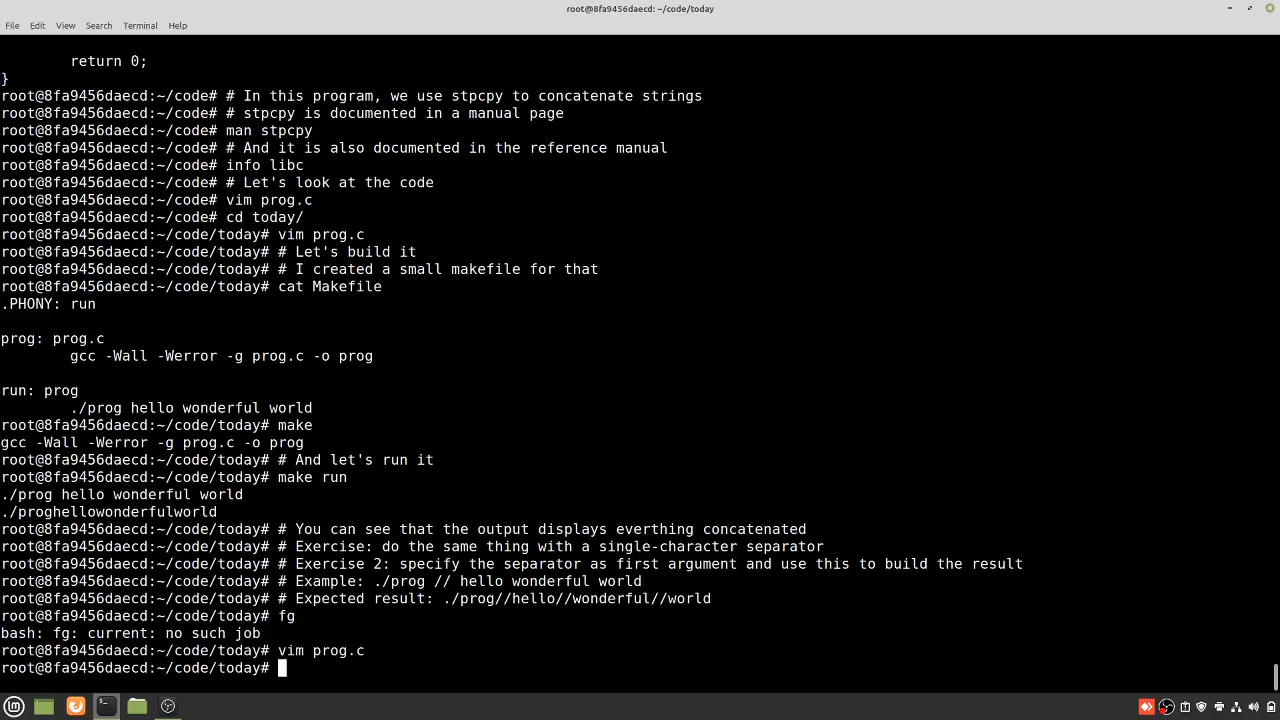 root@8fa9456daecd: ~/code/today
File Edit View Search Terminal Help
return 0;
}
root@8fa9456daecd:~/code# # In this program, we use stpcpy to concatenate strings
root@8fa9456daecd:~/code# # stpcpy is documented in a manual page
root@8fa9456daecd:~/code# man stpcpy
root@8fa9456daecd:~/code# # And it is also documented in the reference manual
root@8fa9456daecd:~/code# info libc
root@8fa9456daecd:~/code# # Let's look at the code
root@8fa9456daecd:~/code# vim prog.c
root@8fa9456daecd:~/code# cd today/
root@8fa9456daecd:~/code/today# vim prog.c
root@8fa9456daecd:~/code/today# # Let's build it
root@8fa9456daecd:~/code/today# # I created a small makefile for that
root@8fa9456daecd:~/code/today# cat Makefile
.PHONY: run
prog: prog.c
gcc -Wall -Werror -g prog.c -o prog
run: prog
./prog hello wonderful world
root@8fa9456daecd:~/code/today# make
gcc -Wall -Werror -g prog.c -o prog
root@8fa9456daecd:~/code/today# # And let's run it
root@8fa9456daecd:~/code/today# make run
./prog hello wonderful world
./proghellowonderfulworld
root@8fa9456daecd:~/code/today# # You can see that the output displays everthing concatenated
root@8fa9456daecd:~/code/today# # Exercise: do the same thing with a single-character separator
root@8fa9456daecd:~/code/today# # Exercise 2: specify the separator as first argument and use this to build the result
root@8fa9456daecd:~/code/today# # Example: ./prog // hello wonderful world
root@8fa9456daecd:~/code/today# # Expected result: ./prog//hello//wonderful//world
root@8fa9456daecd:~/code/today# fg
bash: fg: current: no such job
root@8fa9456daecd:~/code/today# vim prog.c
root@8fa9456daecd:~/code/today#